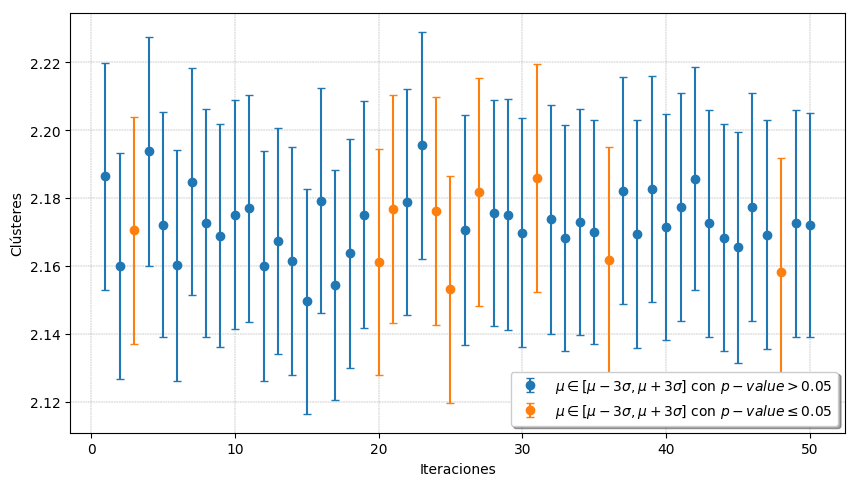 Clústeres
2.22
2.20
2.18
2.16
2.14
2.12
0 10 20 30 40 50
Iteraciones
μ ∈ [μ − 3σ, μ + 3σ] con p − value > 0.05
μ ∈ [μ − 3σ, μ + 3σ] con p − value ≤ 0.05